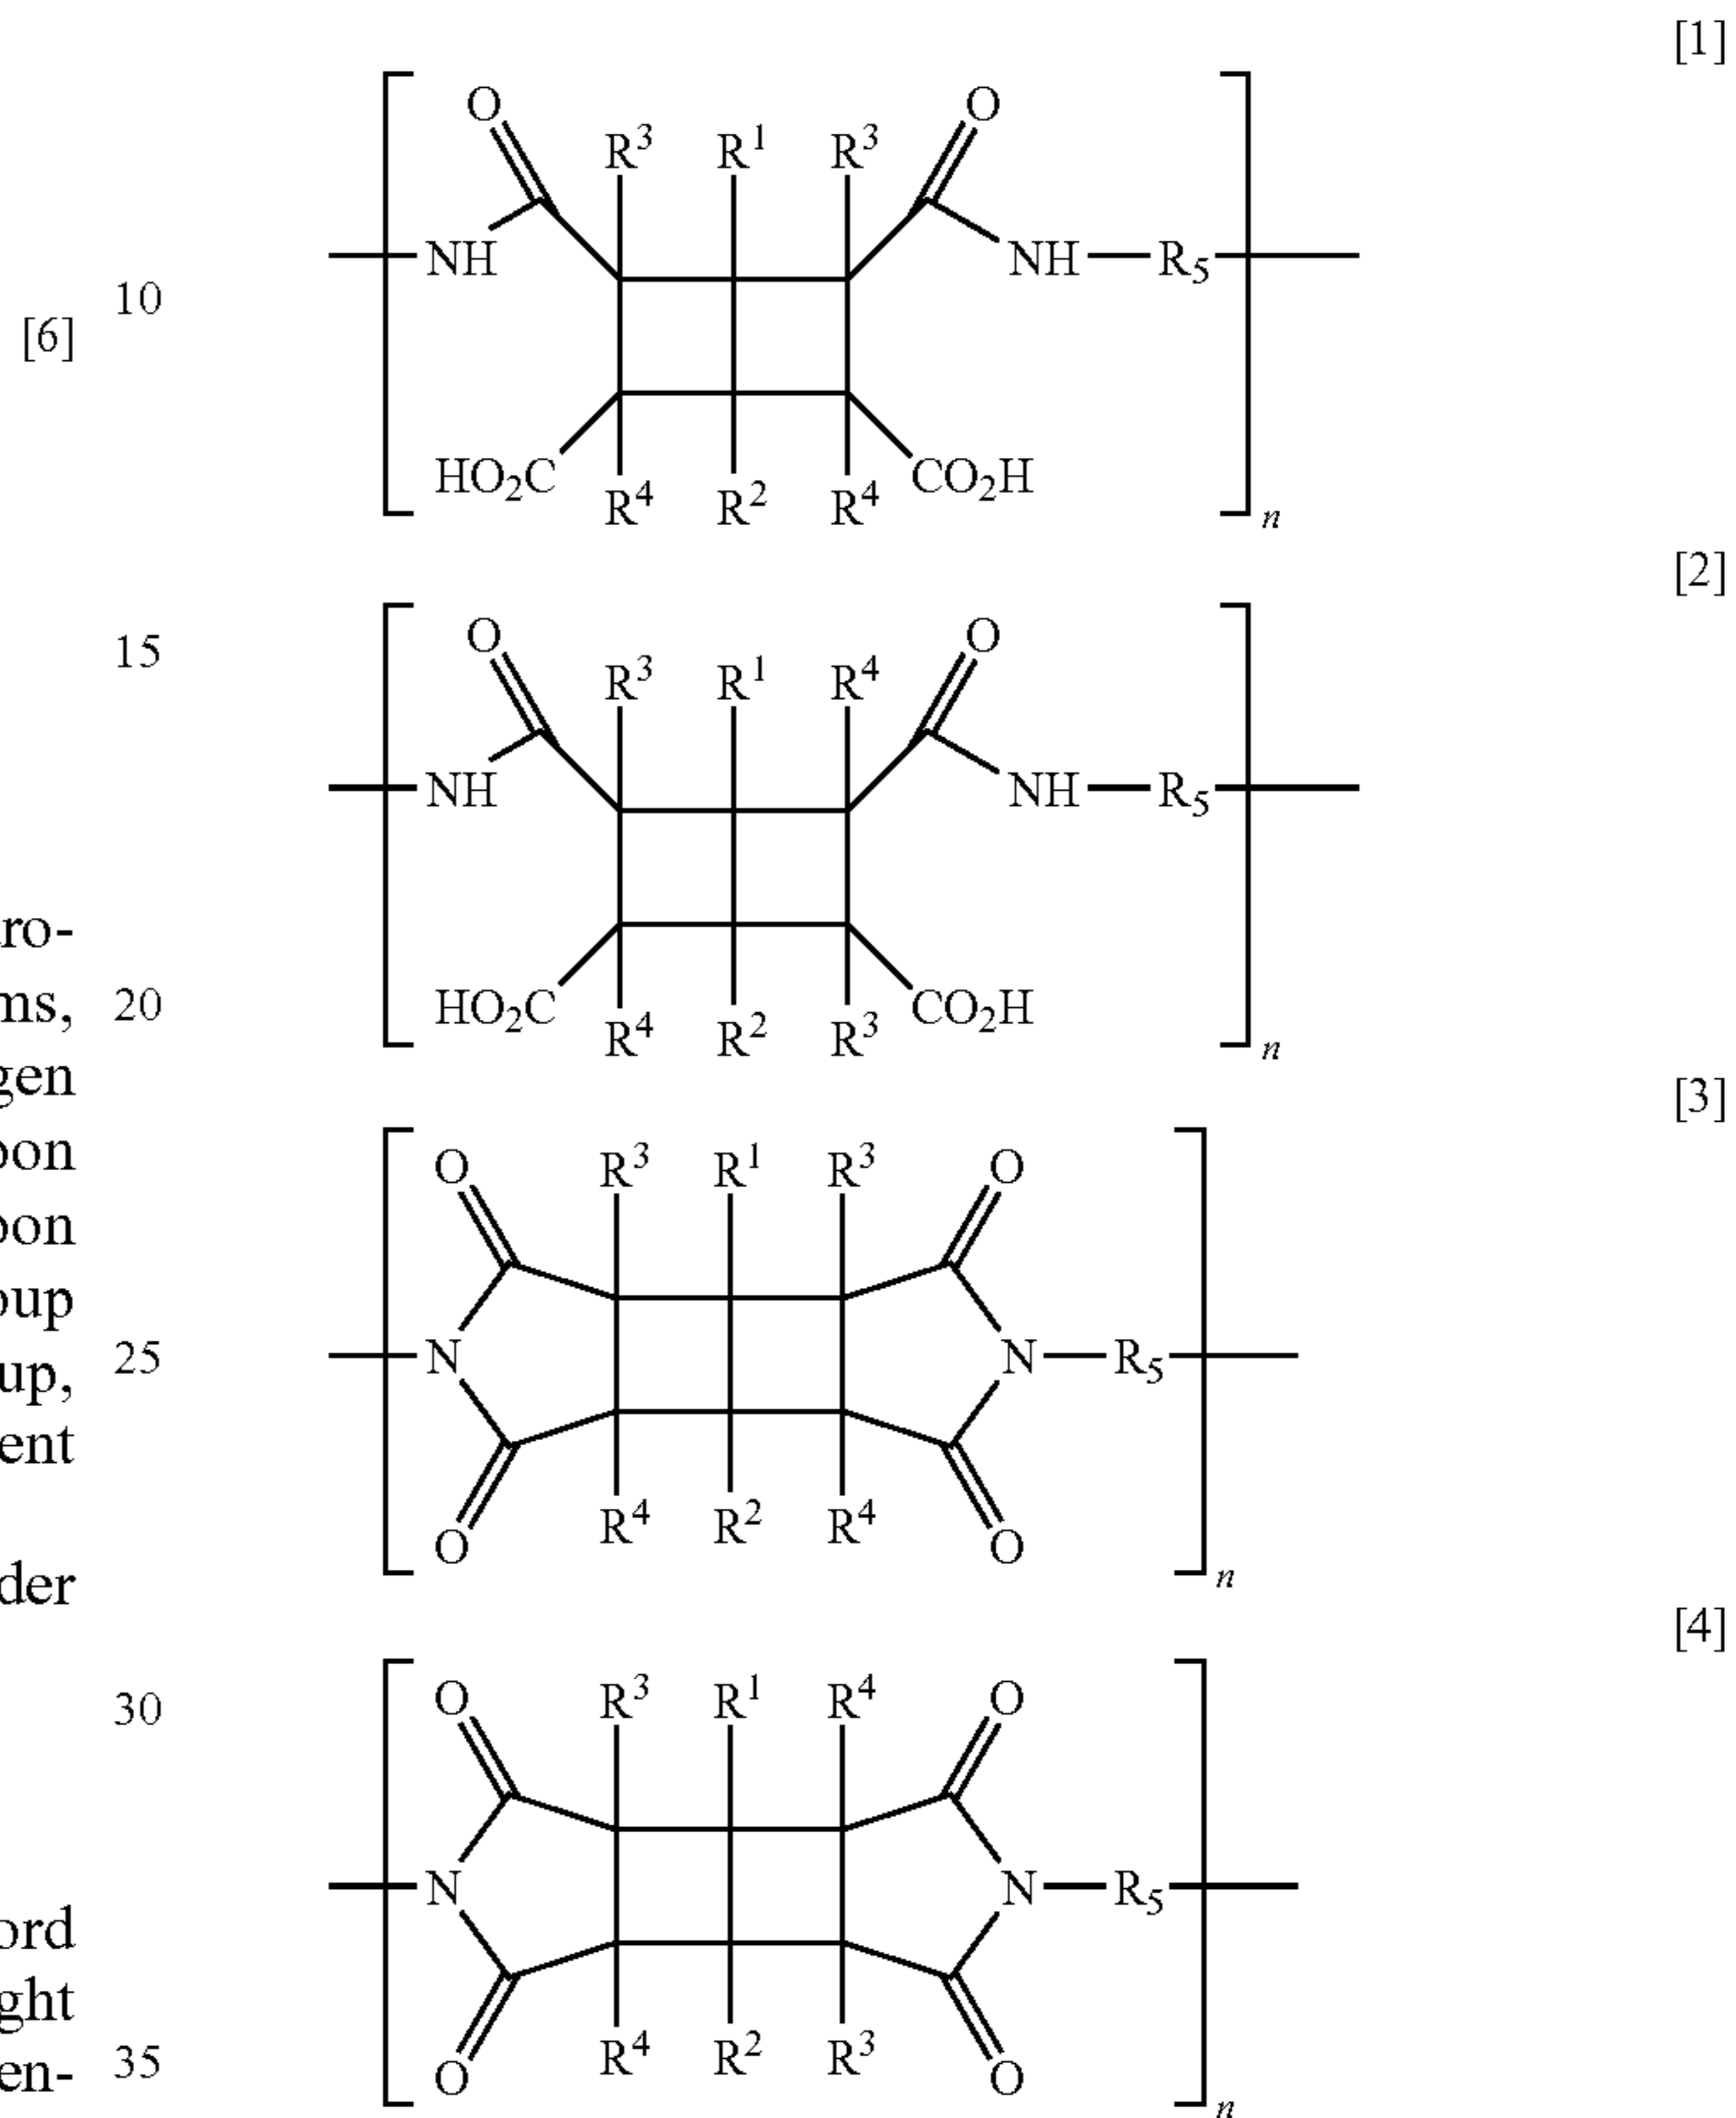 [1]
O O
R³ R¹ R³
NH NH R₅
10
[6]
HO₂C CO₂H
R⁴ R² R⁴
n
[2]
O O
15
R³ R¹ R⁴
NH NH R₅
ro-
ms, 20
HO₂C CO₂H
R⁴ R² R³
n
gen
[3]
bon
O R³ R¹ R³ O
bon
oup
25
N N R₅
up,
ent
R⁴ R² R⁴
O O
n
der
[4]
30
O R³ R¹ R⁴ O
N N R₅
ord
ght
R⁴ R² R³
35
en-
O O
n